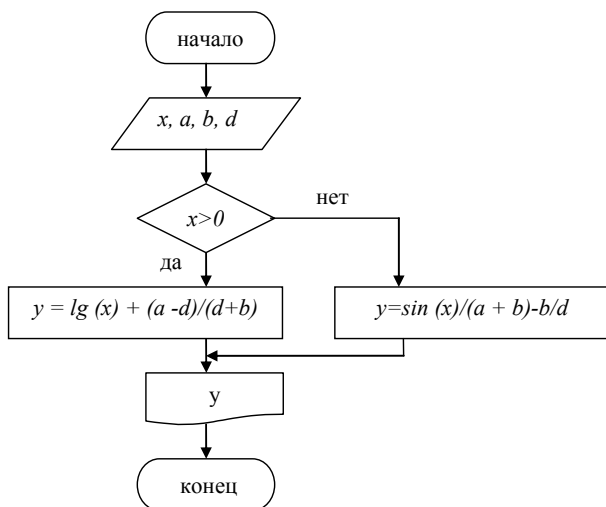 начало
x, a, b, d
x>0
нет
да
y = lg (x) + (a -d)/(d+b)
y=sin (x)/(a + b)-b/d
y
конец